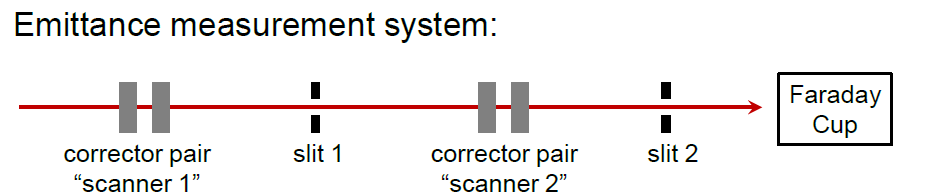 Emittance measurement system:
Faraday
Cup
corrector pair
"scanner 1"
slit 1
corrector pair
"scanner 2"
slit 2